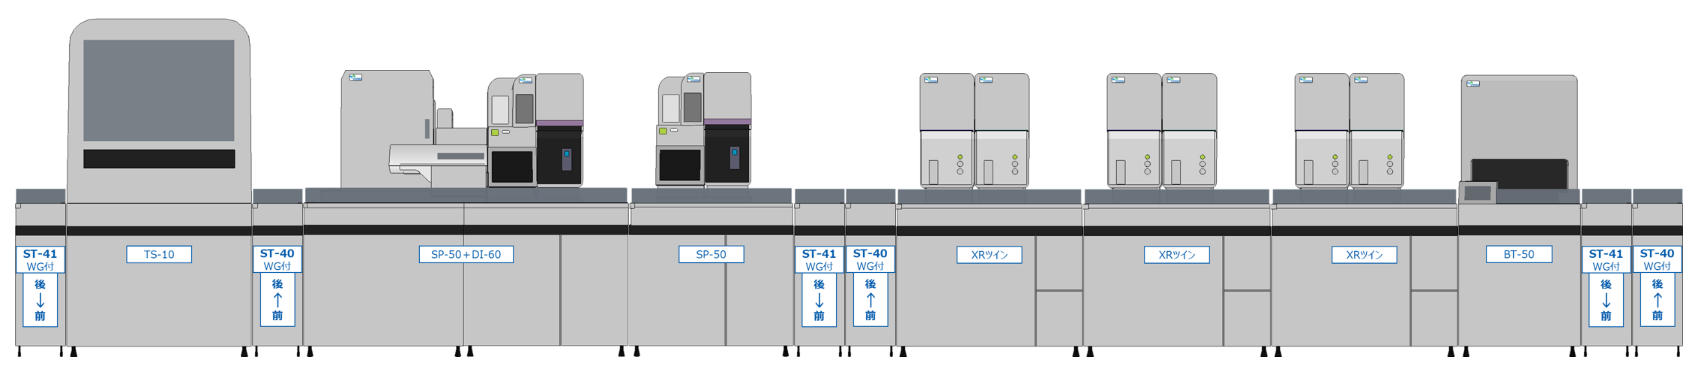 ST-41
WG付
後
↓
前
TS-10
ST-40
WG付
後
↑
前
SP-50+DI-60
SP-50
ST-41
WG付
後
↓
前
ST-40
WG付
後
↑
前
XRツイン
XRツイン
XRツイン
BT-50
ST-41
WG付
後
↓
前
ST-40
WG付
後
↑
前